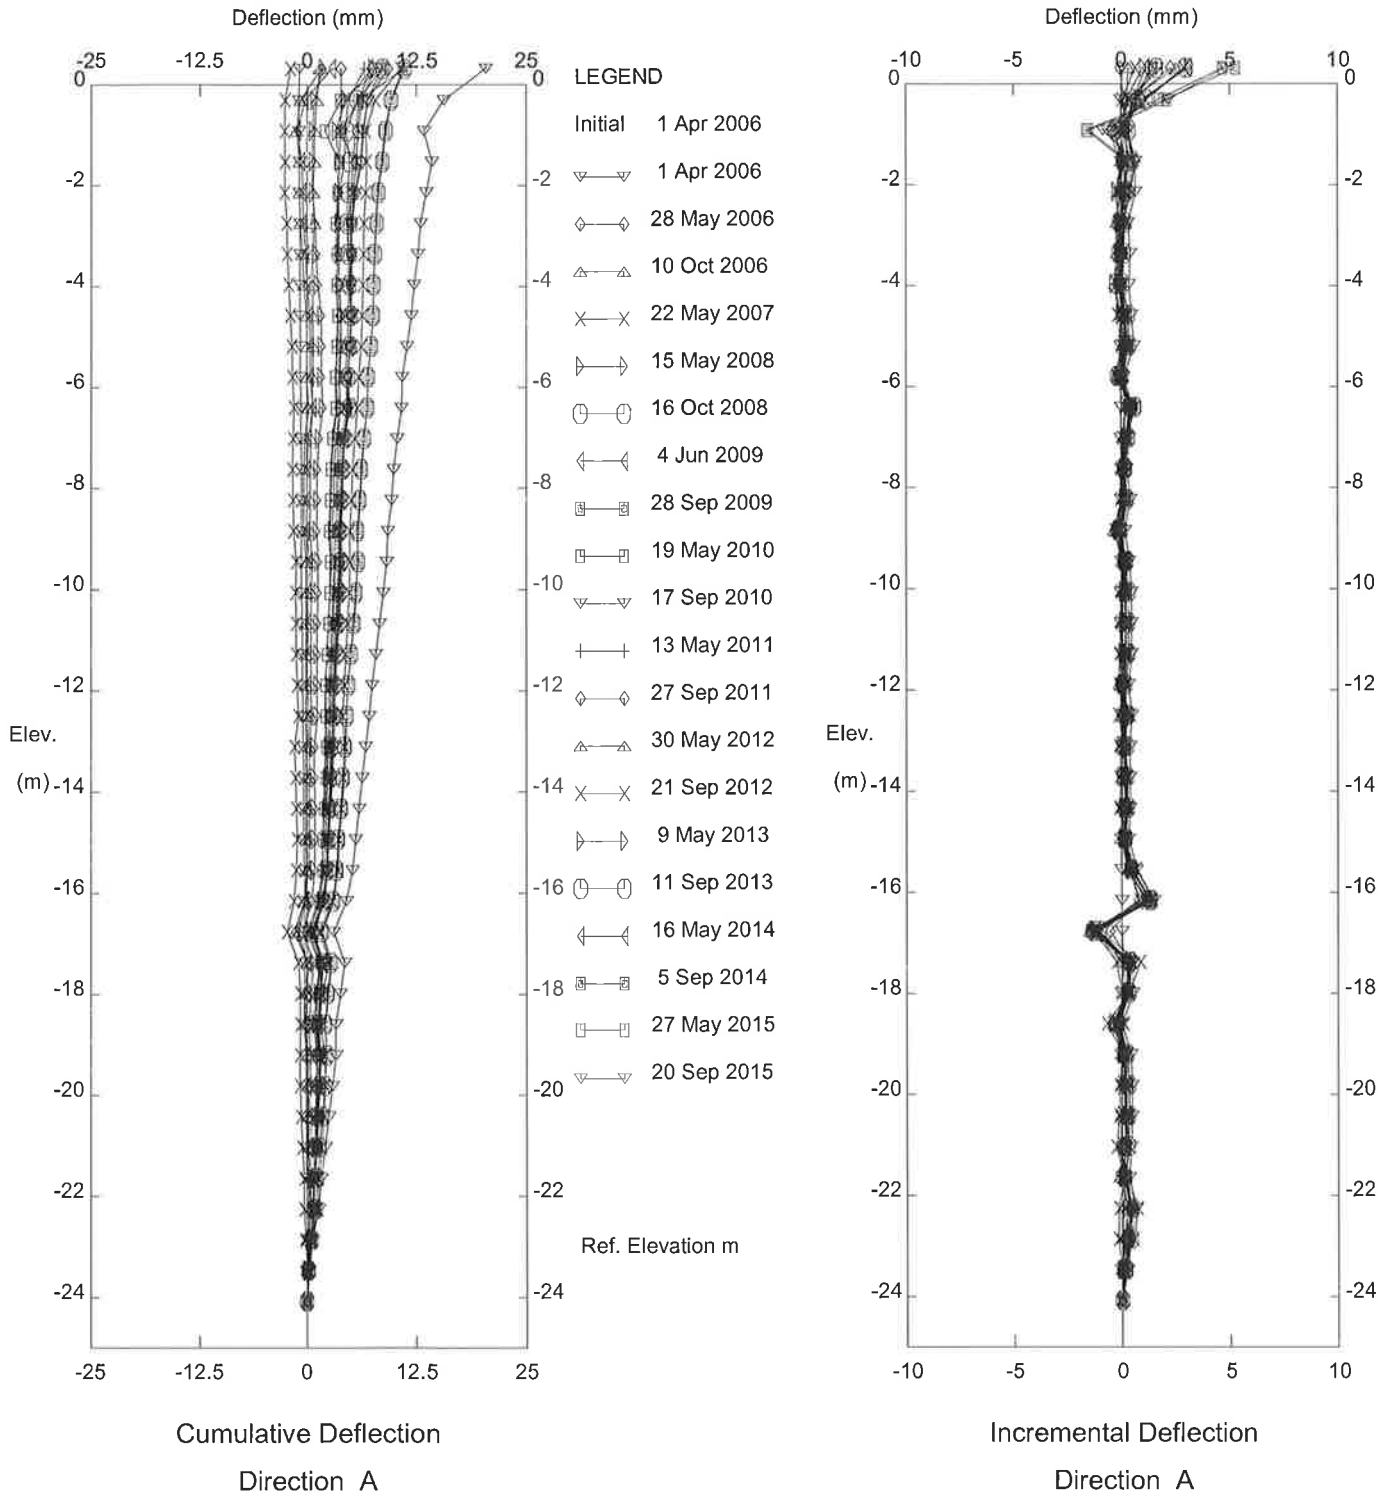 Deflection (mm)
-25 -12.5 0 12.5 25
0 0
-2 -2
-4 -4
-6 -6
-8 -8
-10 -10
-12 -12
Elev.
(m)
-14 -14
-16 -16
-18 -18
-20 -20
-22 -22
-24 -24
-25 -12.5 0 12.5 25
Cumulative Deflection
Direction A
LEGEND
Initial 1 Apr 2006
1 Apr 2006
28 May 2006
10 Oct 2006
22 May 2007
15 May 2008
16 Oct 2008
4 Jun 2009
28 Sep 2009
19 May 2010
17 Sep 2010
13 May 2011
27 Sep 2011
30 May 2012
21 Sep 2012
9 May 2013
11 Sep 2013
16 May 2014
5 Sep 2014
27 May 2015
20 Sep 2015
Ref. Elevation m
Deflection (mm)
-10 -5 0 5 10
0 0
-2 -2
-4 -4
-6 -6
-8 -8
-10 -10
-12 -12
Elev.
(m)
-14 -14
-16 -16
-18 -18
-20 -20
-22 -22
-24 -24
-10 -5 0 5 10
Incremental Deflection
Direction A